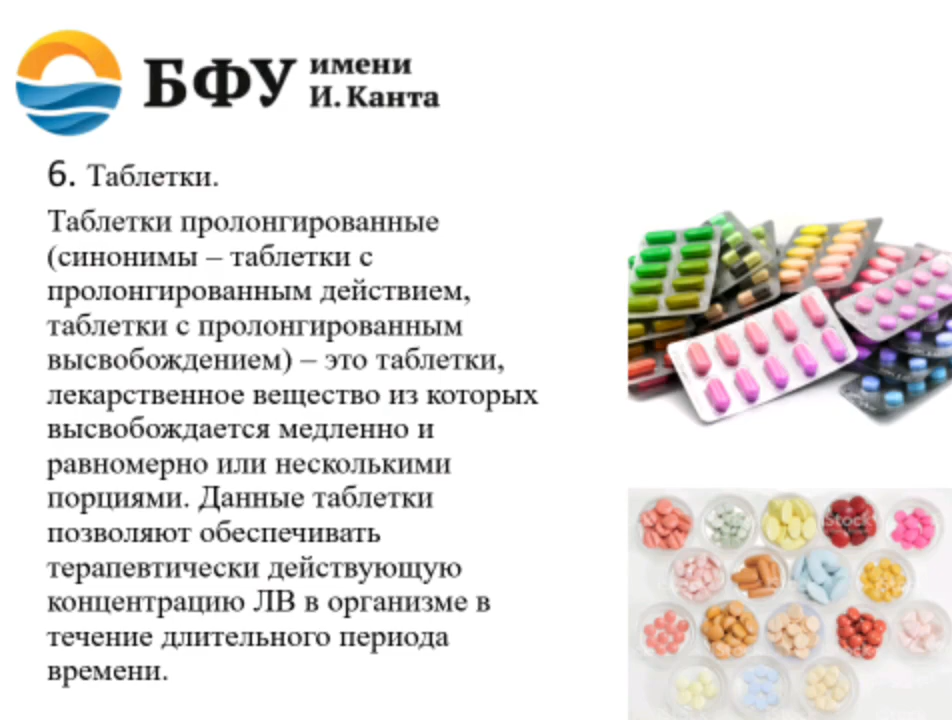 БФУ имени
И. Канта
6. Таблетки.
Таблетки пролонгированные
(синонимы – таблетки с
пролонгированным действием,
таблетки с пролонгированным
высвобождением) – это таблетки,
лекарственное вещество из которых
высвобождается медленно и
равномерно или несколькими
порциями. Данные таблетки
позволяют обеспечивать
терапевтически действующую
концентрацию ЛВ в организме в
течение длительного периода
времени.
iStock